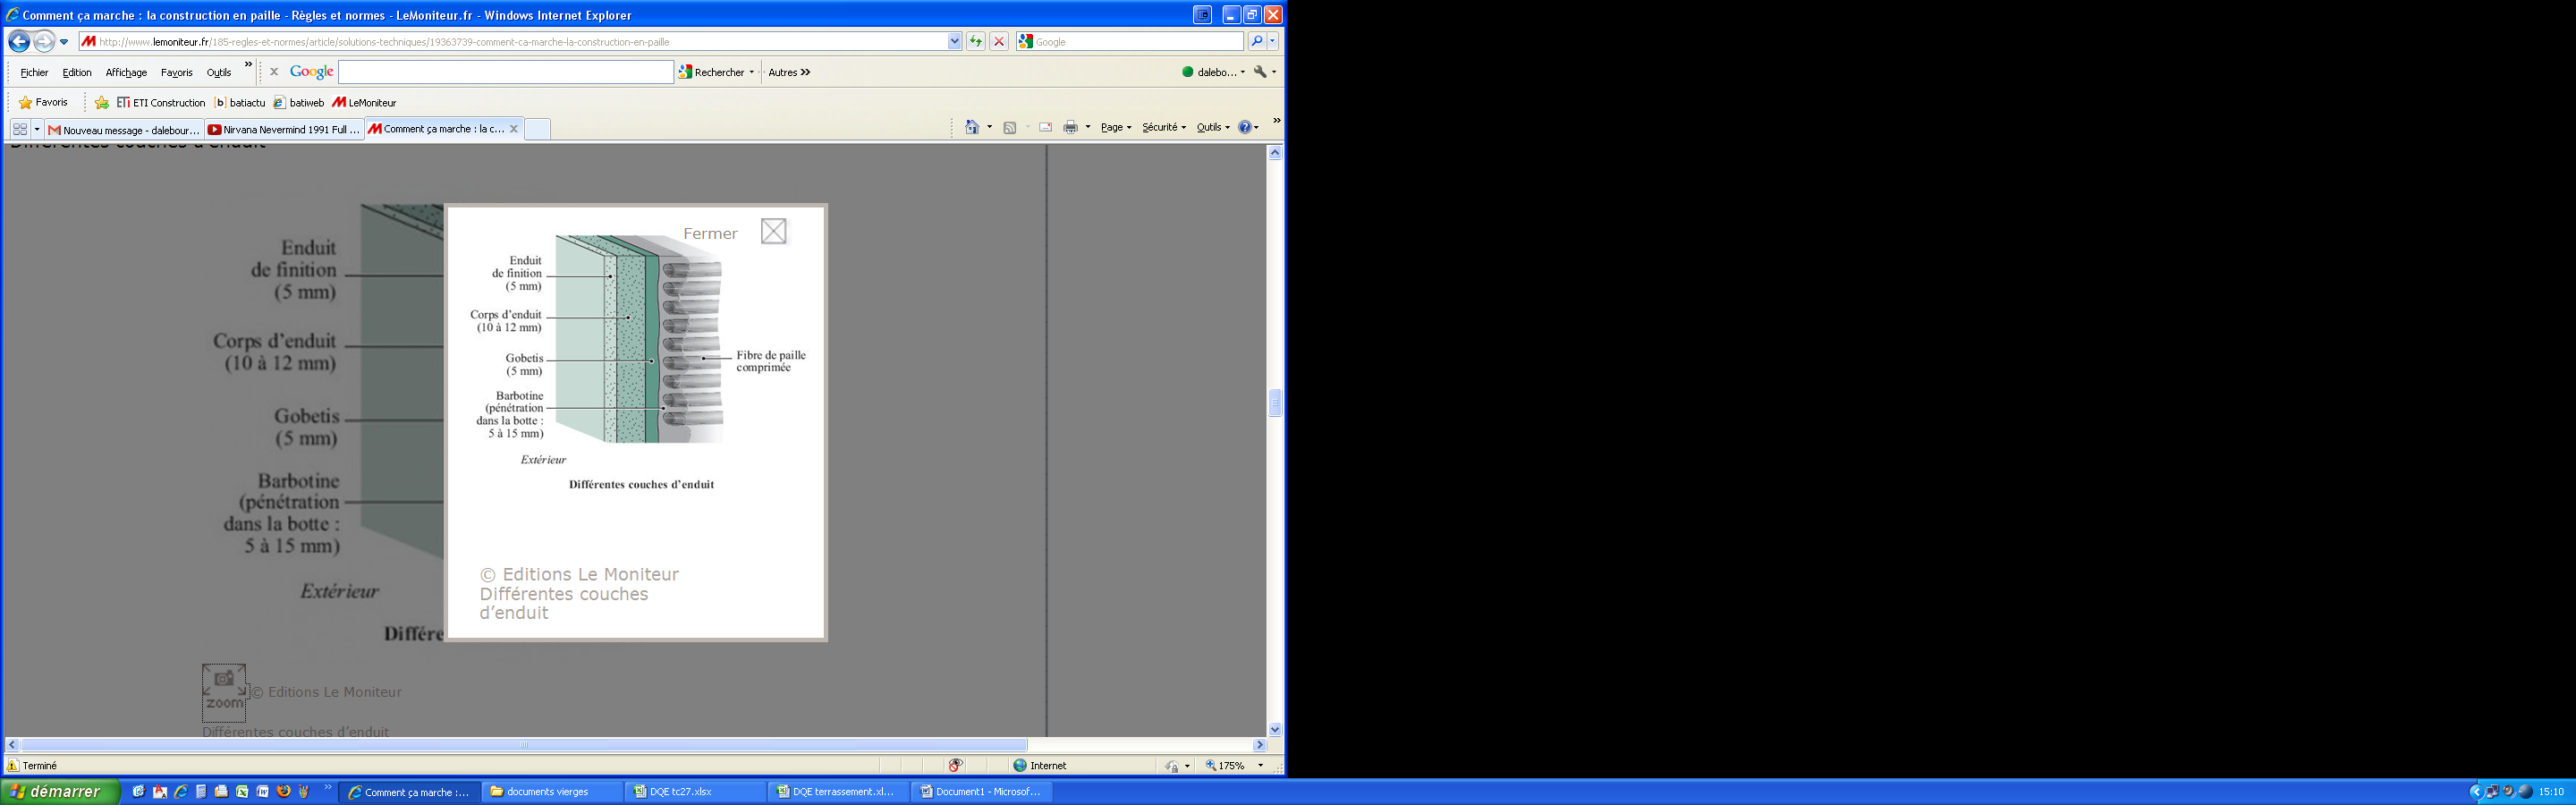 Comment ça marche : la construction en paille - Règles et normes - LeMoniteur.fr - Windows Internet Explorer
http://www.lemoniteur.fr/185-regles-et-normes/article/solutions-techniques/19363739-comment-ca-marche-la-construction-en-paille
Google
Fichier Edition Affichage Favoris Outils »
x Google Rechercher Autres »
dalebo...
Favoris ETI Construction batiactu batiweb LeMoniteur
Nouveau message - dalebour... Nirvana Nevermind 1991 Full ... Comment ça marche : la c... x
Page Sécurité Outils »
Différentes couches d'enduit
Enduit
de finition
(5 mm)
Corps d'enduit
(10 à 12 mm)
Gobetis
(5 mm)
Barbotine
(pénétration
dans la botte :
5 à 15 mm)
Extérieur
Différe
Fermer
Enduit
de finition
(5 mm)
Corps d'enduit
(10 à 12 mm)
Gobetis
(5 mm)
Barbotine
(pénétration
dans la botte :
5 à 15 mm)
Fibre de paille
comprimée
Extérieur
Différentes couches d'enduit
© Editions Le Moniteur
Différentes couches
d'enduit
zoom
© Editions Le Moniteur
Différentes couches d'enduit
Terminé
Internet
175%
démarrer
» Comment ça marche :... documents vierges DQE tc27.xlsx DQE terrassement.xl... Document1 - Microsof...
15:10